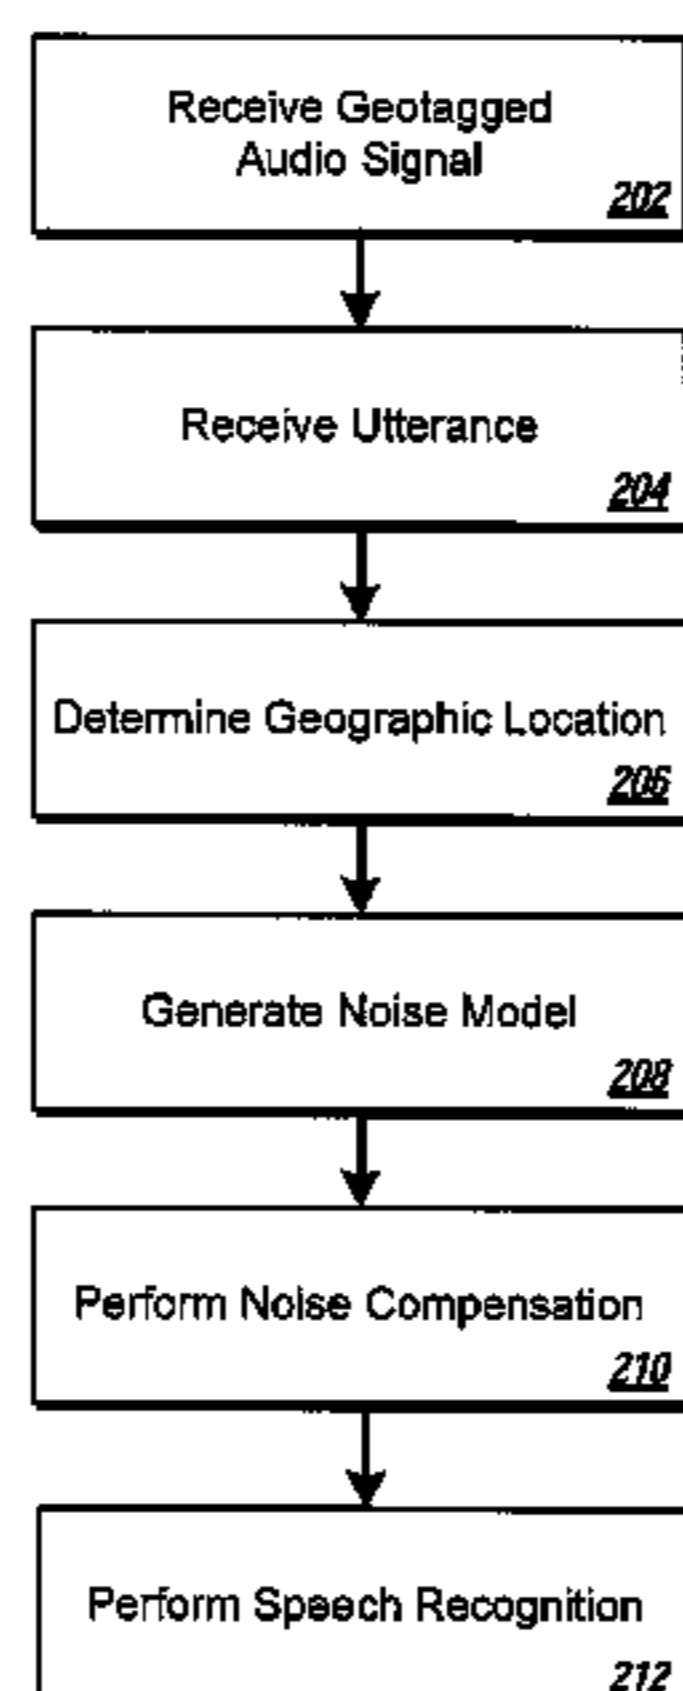 Receive Geotagged
Audio Signal
202
Receive Utterance
204
Determine Geographic Location
206
Generate Noise Model
208
Perform Noise Compensation
210
Perform Speech Recognition
212